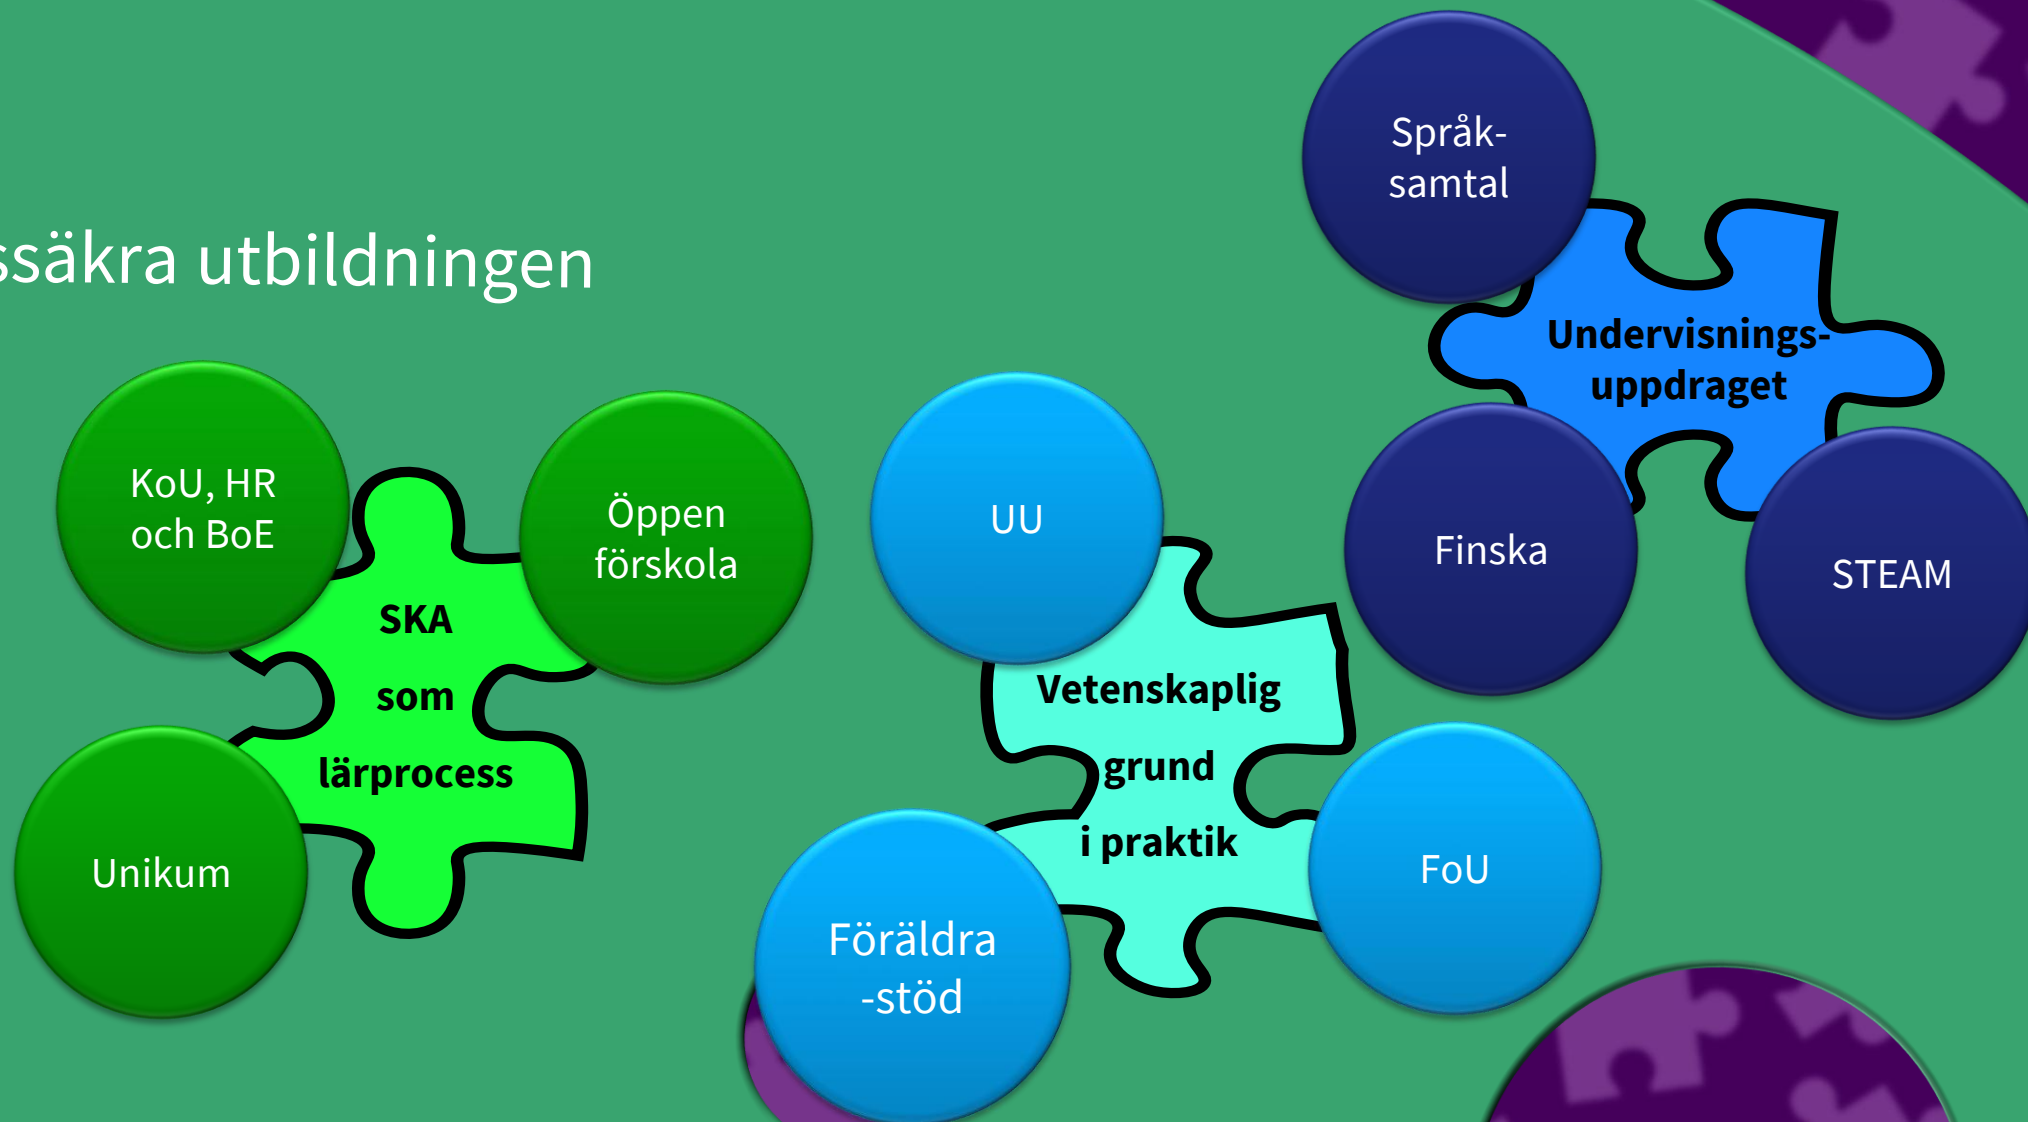 ssäkra utbildningen
KoU, HR
och BoE
Öppen
förskola
SKA
som
lärprocess
Unikum
UU
Vetenskaplig
grund
i praktik
Föräldra
-stöd
FoU
Språk-
samtal
Undervisnings-
uppdraget
Finska
STEAM